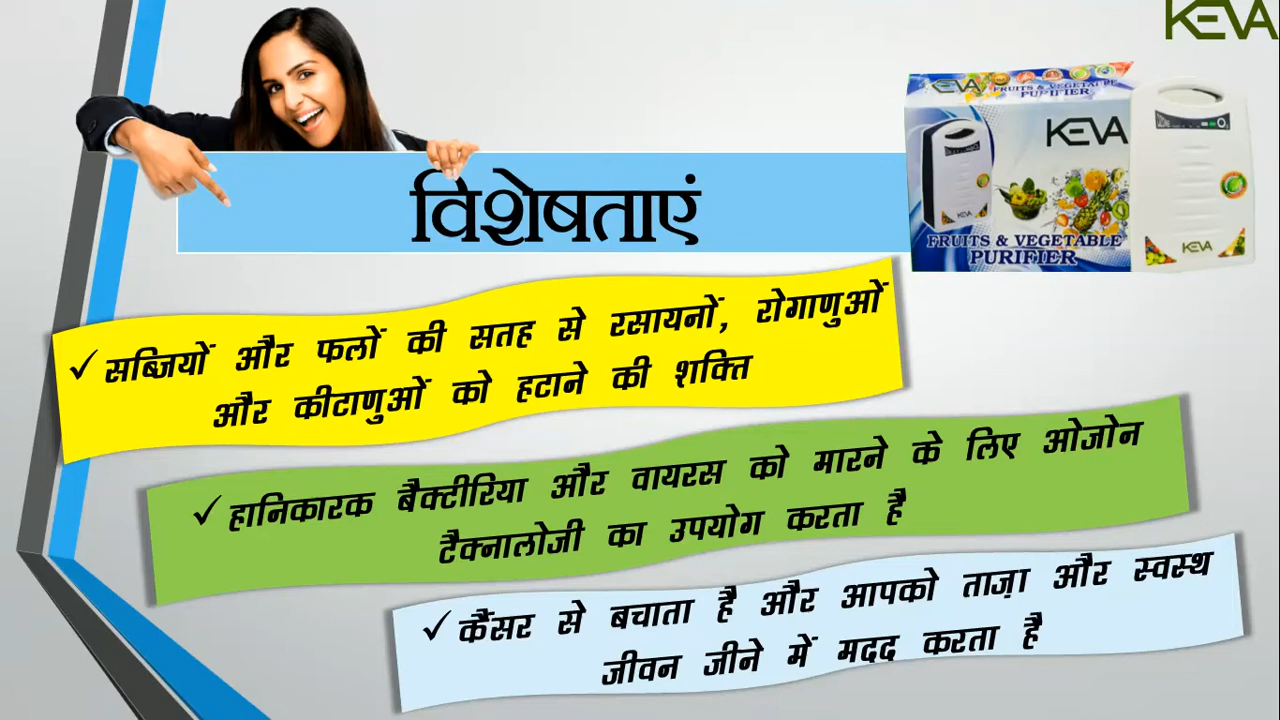 KEVA
विशेषताएं
KEVA FRUITS & VEGETABLE
PURIFIER
KEVA
KEVA
FRUITS & VEGETABLE
PURIFIER
KEVA
✓ सब्जियों और फलों की सतह से रसायनों, रोगाणुओं
और कीटाणुओं को हटाने की शक्ति
✓ हानिकारक बैक्टीरिया और वायरस को मारने के लिए ओजोन
टैक्नालोजी का उपयोग करता है
✓ कैंसर से बचाता है और आपको ताज़ा और स्वस्थ
जीवन जीने में मदद करता है